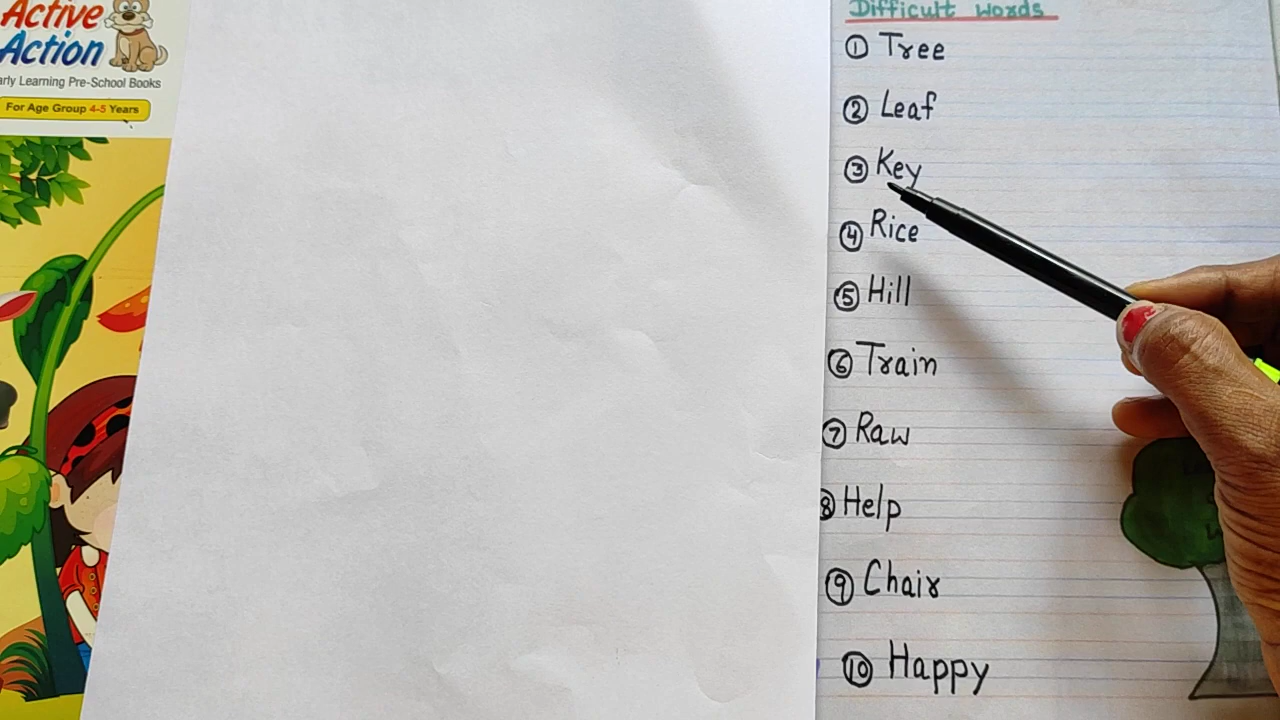 Active
Action
arly Learning Pre-School Books
For Age Group 4-5 Years
Difficult Words
① Tree
② Leaf
③ Key
④ Rice
⑤ Hill
⑥ Train
⑦ Raw
⑧ Help
⑨ Chair
⑩ Happy